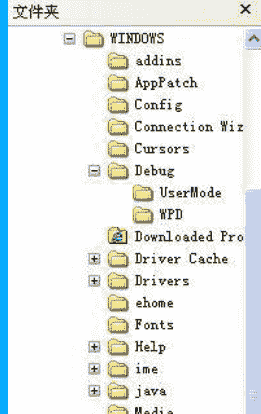 文件夹
WINDOWS
addins
AppPatch
Config
Connection Wiz
Cursors
Debug
UserMode
WPD
Downloaded Pro
Driver Cache
Drivers
ehome
Fonts
Help
ime
java
Media